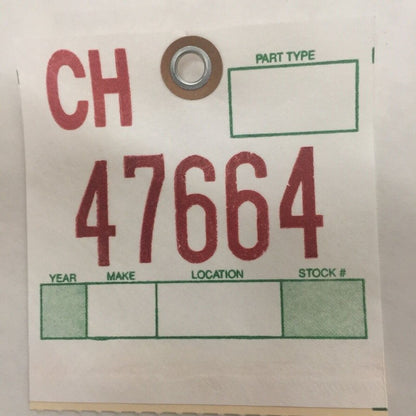 CH
PART TYPE
47664
YEAR MAKE LOCATION STOCK #